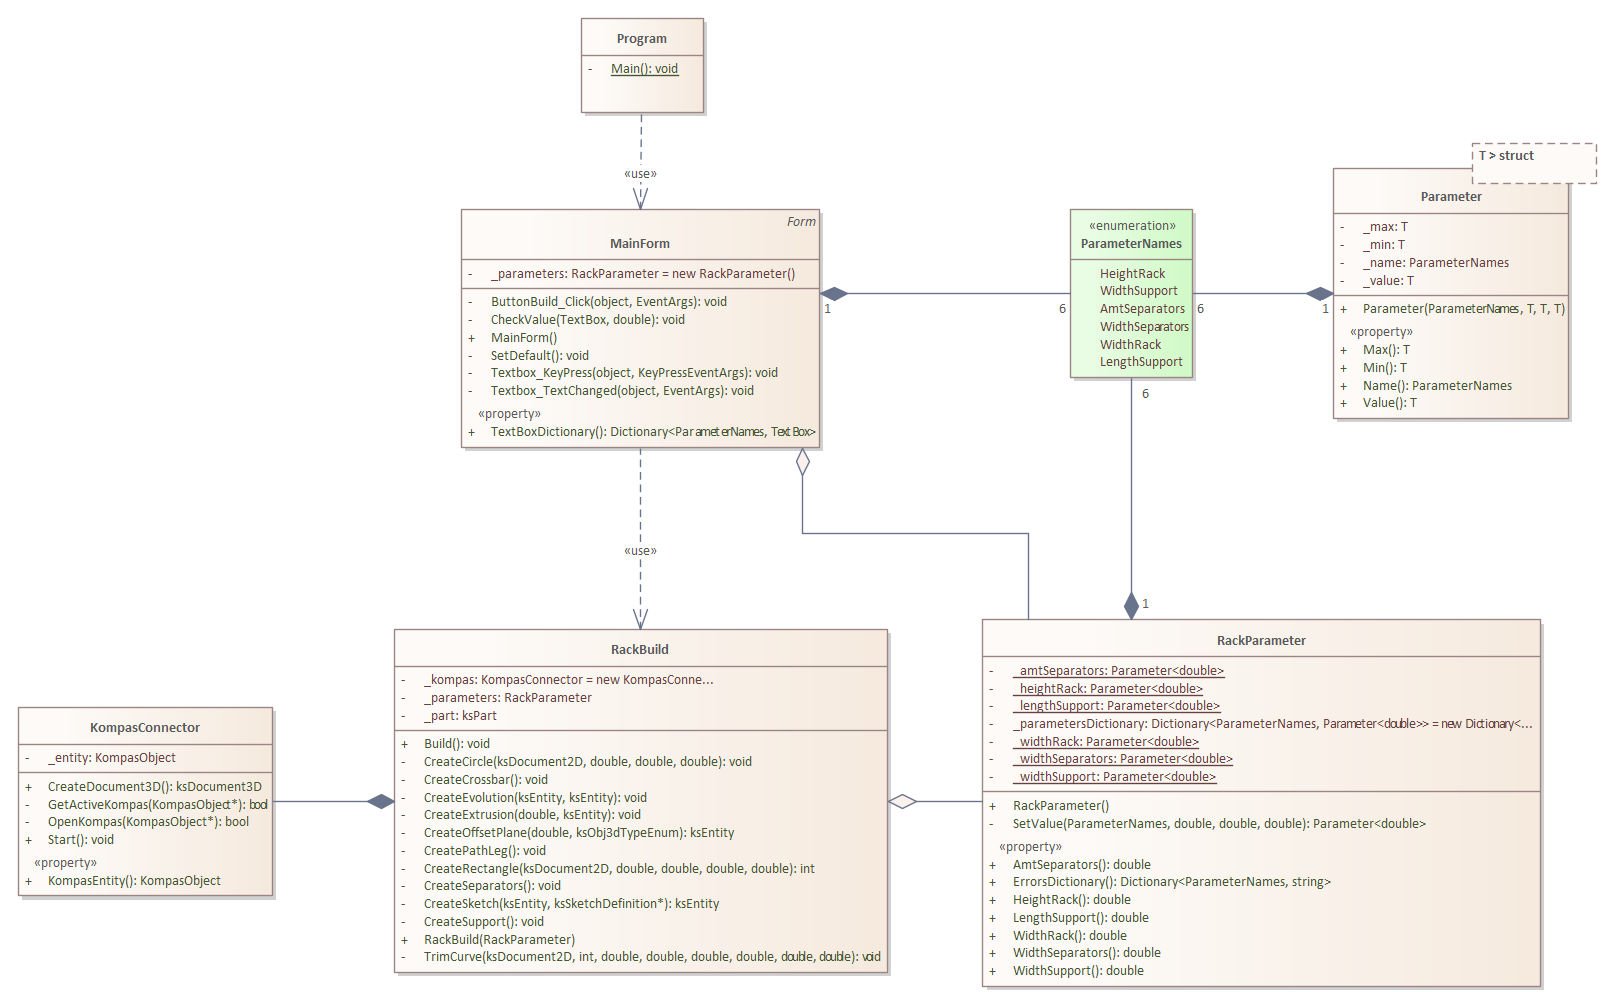 Program
- Main(): void
«use»
Form
MainForm
- _parameters: RackParameter = new RackParameter()
- ButtonBuild_Click(object, EventArgs): void
- CheckValue(TextBox, double): void
+ MainForm()
- SetDefault(): void
- Textbox_KeyPress(object, KeyPressEventArgs): void
- Textbox_TextChanged(object, EventArgs): void
«property»
+ TextBoxDictionary(): Dictionary<ParameterNames, TextBox>
1
6
«enumeration»
ParameterNames
HeightRack
WidthSupport
AmtSeparators
WidthSeparators
WidthRack
LengthSupport
6
1
6
1
T > struct
Parameter
- _max: T
- _min: T
- _name: ParameterNames
- _value: T
+ Parameter(ParameterNames, T, T, T)
«property»
+ Max(): T
+ Min(): T
+ Name(): ParameterNames
+ Value(): T
«use»
KompasConnector
- _entity: KompasObject
+ CreateDocument3D(): ksDocument3D
- GetActiveKompas(KompasObject*): bool
- OpenKompas(KompasObject*): bool
+ Start(): void
«property»
+ KompasEntity(): KompasObject
RackBuild
- _kompas: KompasConnector = new KompasConne...
- _parameters: RackParameter
- _part: ksPart
+ Build(): void
- CreateCircle(ksDocument2D, double, double, double): void
- CreateCrossbar(): void
- CreateEvolution(ksEntity, ksEntity): void
- CreateExtrusion(double, ksEntity): void
- CreateOffsetPlane(double, ksObj3dTypeEnum): ksEntity
- CreatePathLeg(): void
- CreateRectangle(ksDocument2D, double, double, double, double): int
- CreateSeparators(): void
- CreateSketch(ksEntity, ksSketchDefinition*): ksEntity
- CreateSupport(): void
+ RackBuild(RackParameter)
- TrimCurve(ksDocument2D, int, double, double, double, double, double, double): void
RackParameter
- _amtSeparators: Parameter<double>
- _heightRack: Parameter<double>
- _lengthSupport: Parameter<double>
- _parametersDictionary: Dictionary<ParameterNames, Parameter<double>> = new Dictionary<...
- _widthRack: Parameter<double>
- _widthSeparators: Parameter<double>
- _widthSupport: Parameter<double>
+ RackParameter()
- SetValue(ParameterNames, double, double, double): Parameter<double>
«property»
+ AmtSeparators(): double
+ ErrorsDictionary(): Dictionary<ParameterNames, string>
+ HeightRack(): double
+ LengthSupport(): double
+ WidthRack(): double
+ WidthSeparators(): double
+ WidthSupport(): double